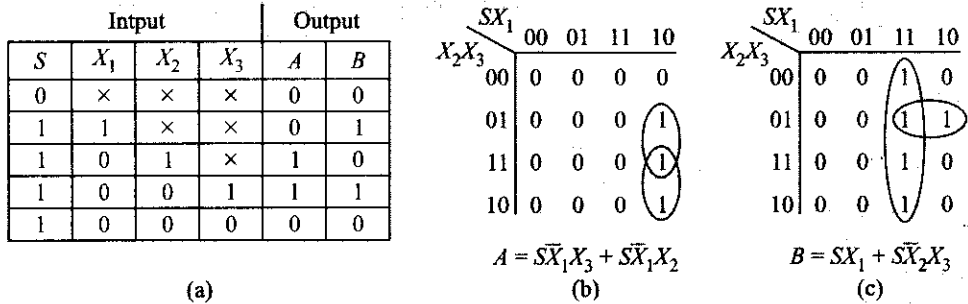 Intput Output
S X₁ X₂ X₃ A B
0 × × × 0 0
1 1 × × 0 1
1 0 1 × 1 0
1 0 0 1 1 1
1 0 0 0 0 0
(a)
SX₁
X₂X₃ 00 01 11 10
00 0 0 0 0
01 0 0 0 1
11 0 0 0 1
10 0 0 0 1
A = SX̅₁X₃ + SX̅₁X₂
(b)
SX₁
X₂X₃ 00 01 11 10
00 0 0 1 0
01 0 0 1 1
11 0 0 1 0
10 0 0 1 0
B = SX₁ + SX̅₂X₃
(c)